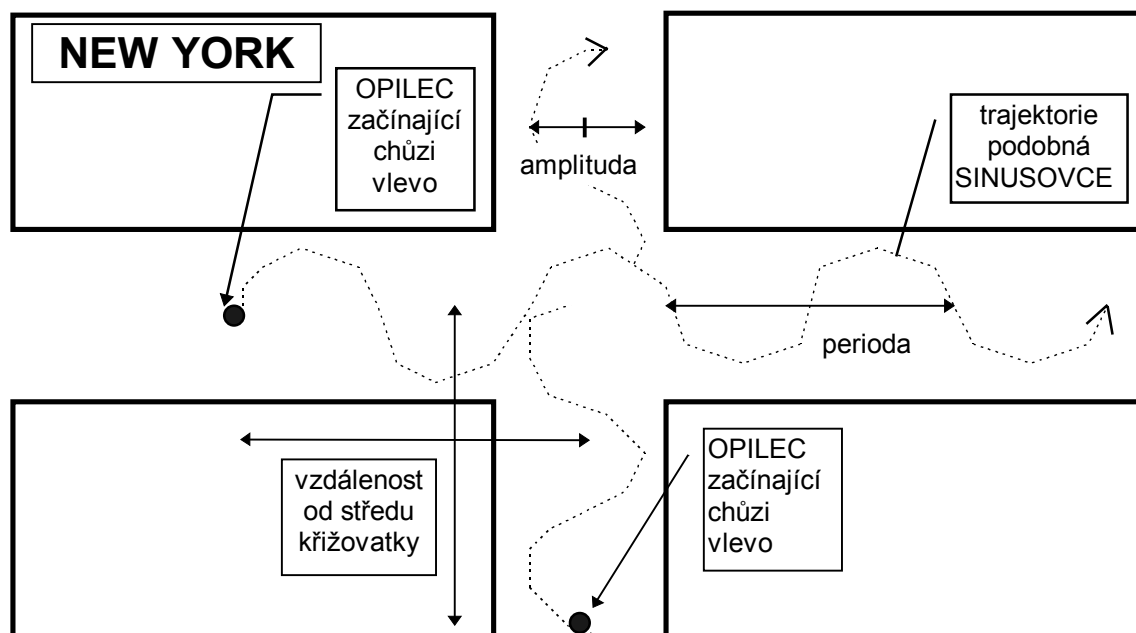 NEW YORK
OPILEC
začínající
chůzi
vlevo
amplituda
trajektorie
podobná
SINUSOVCE
perioda
vzdálenost
od středu
křižovatky
OPILEC
začínající
chůzi
vlevo